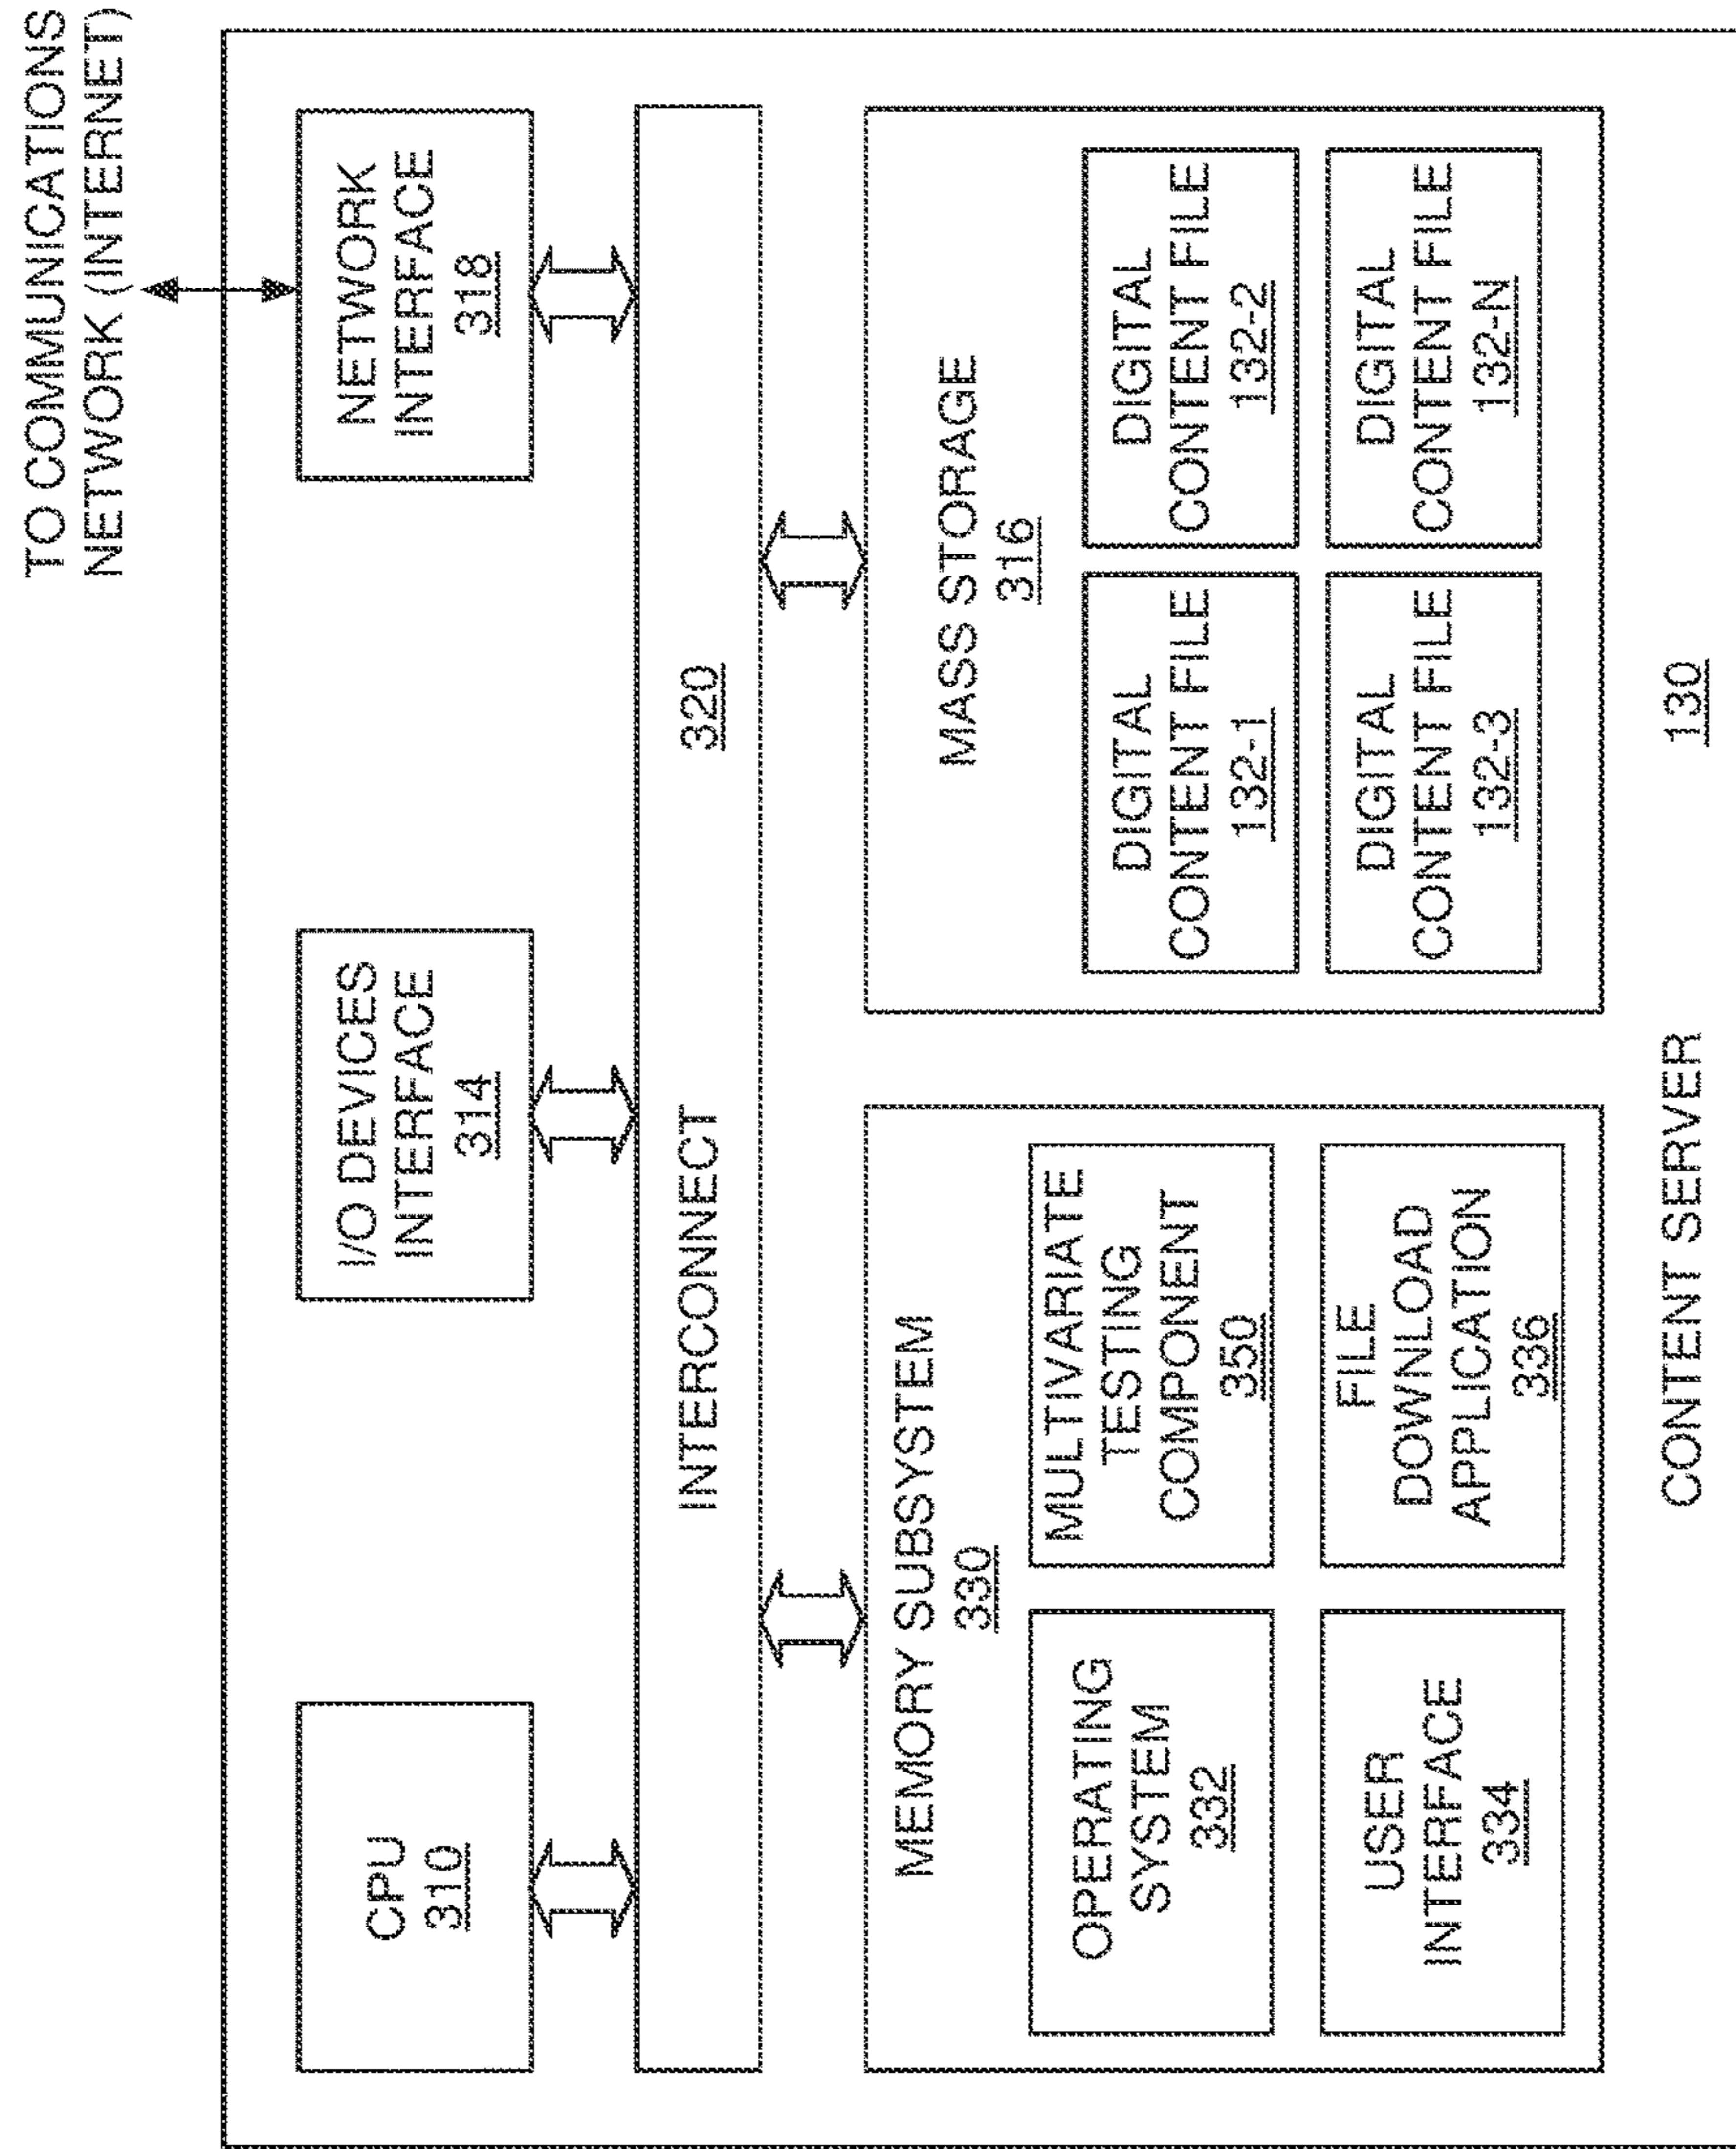 TO COMMUNICATIONS
NETWORK (INTERNET)
CPU
310
I/O DEVICES
INTERFACE
314
NETWORK
INTERFACE
318
INTERCONNECT
320
MEMORY SUBSYSTEM
330
OPERATING
SYSTEM
332
MULTIVARIATE
TESTING
COMPONENT
350
USER
INTERFACE
334
FILE
DOWNLOAD
APPLICATION
336
MASS STORAGE
316
DIGITAL
CONTENT FILE
132-1
DIGITAL
CONTENT FILE
132-2
DIGITAL
CONTENT FILE
132-3
DIGITAL
CONTENT FILE
132-N
CONTENT SERVER
130